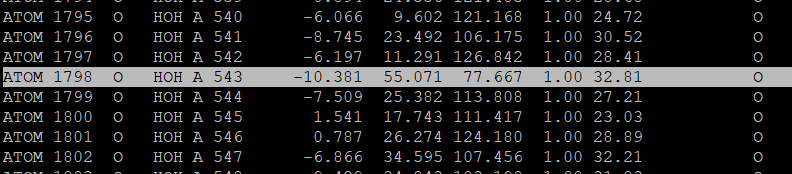 ATOM 1795 O HOH A 540 -6.066 9.602 121.168 1.00 24.72 O
ATOM 1796 O HOH A 541 -8.745 23.492 106.175 1.00 30.52 O
ATOM 1797 O HOH A 542 -6.197 11.291 126.842 1.00 28.41 O
ATOM 1798 O HOH A 543 -10.381 55.071 77.667 1.00 32.81 O
ATOM 1799 O HOH A 544 -7.509 25.382 113.808 1.00 27.21 O
ATOM 1800 O HOH A 545 1.541 17.743 111.417 1.00 23.03 O
ATOM 1801 O HOH A 546 0.787 26.274 124.180 1.00 28.89 O
ATOM 1802 O HOH A 547 -6.866 34.595 107.456 1.00 32.21 O